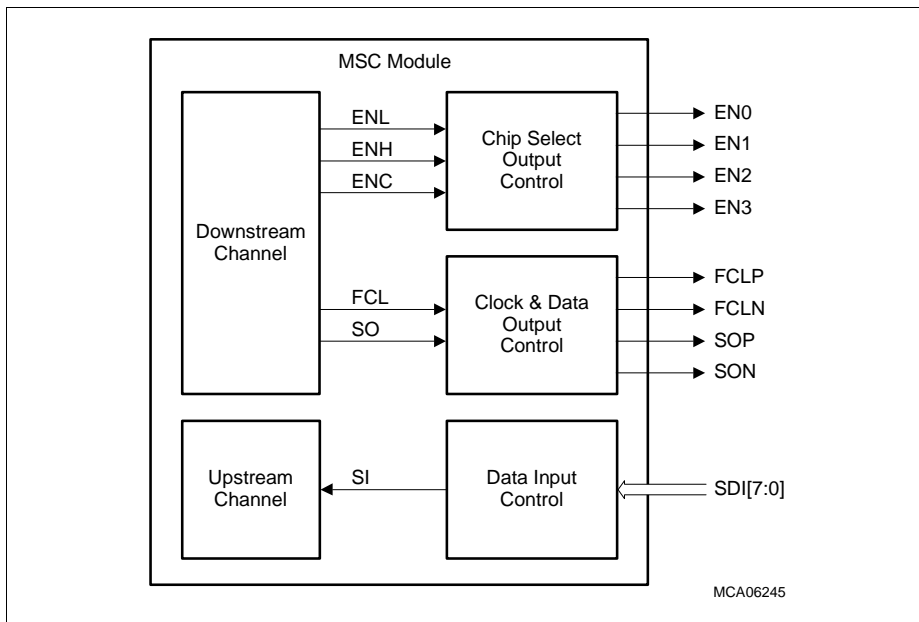 MSC Module
Downstream
Channel
ENL
ENH
ENC
Chip Select
Output
Control
EN0
EN1
EN2
EN3
FCL
SO
Clock & Data
Output
Control
FCLP
FCLN
SOP
SON
Upstream
Channel
SI
Data Input
Control
SDI[7:0]
MCA06245